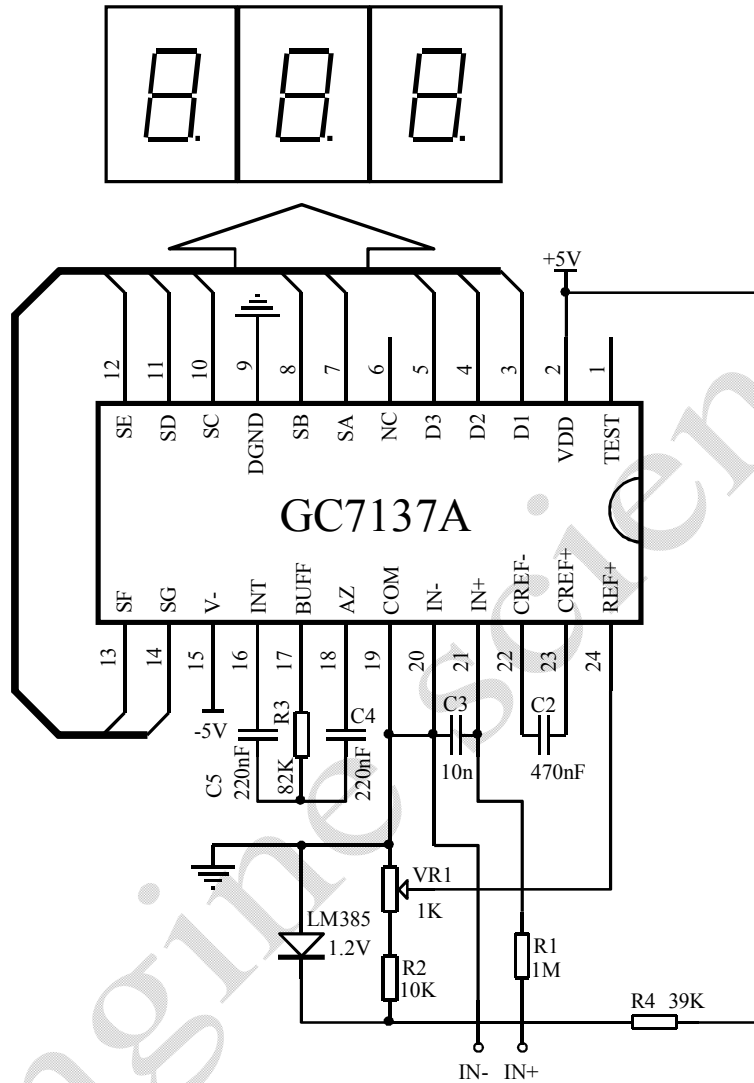 +5V
12
11
10
9
8
7
6
5
4
3
2
1
SE
SD
SC
DGND
SB
SA
NC
D3
D2
D1
VDD
TEST
GC7137A
SF
SG
V-
INT
BUFF
AZ
COM
IN-
IN+
CREF-
CREF+
REF+
13
14
15
16
17
18
19
20
21
22
23
24
-5V
C5
220nF
R3
82K
C4
220nF
C3
10n
C2
470nF
VR1
1K
LM385
1.2V
R2
10K
R1
1M
R4 39K
IN- IN+
ngine scien